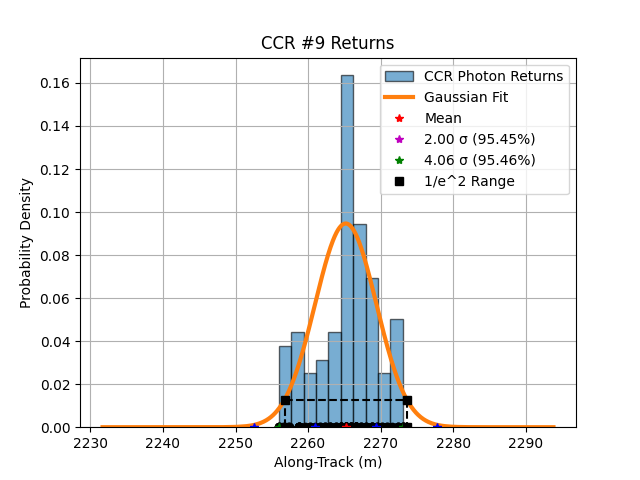 CCR #9 Returns
CCR Photon Returns
Gaussian Fit
Mean
2.00 σ (95.45%)
4.06 σ (95.46%)
1/e^2 Range
Probability Density
0.16
0.14
0.12
0.10
0.08
0.06
0.04
0.02
0.00
2230 2240 2250 2260 2270 2280 2290
Along-Track (m)